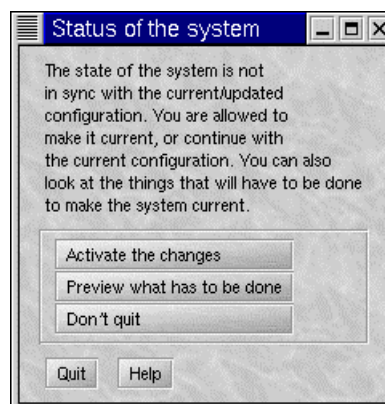 Status of the system
The state of the system is not
in sync with the current/updated
configuration. You are allowed to
make it current, or continue with
the current configuration. You can also
look at the things that will have to be done
to make the system current.
Activate the changes
Preview what has to be done
Don't quit
Quit Help